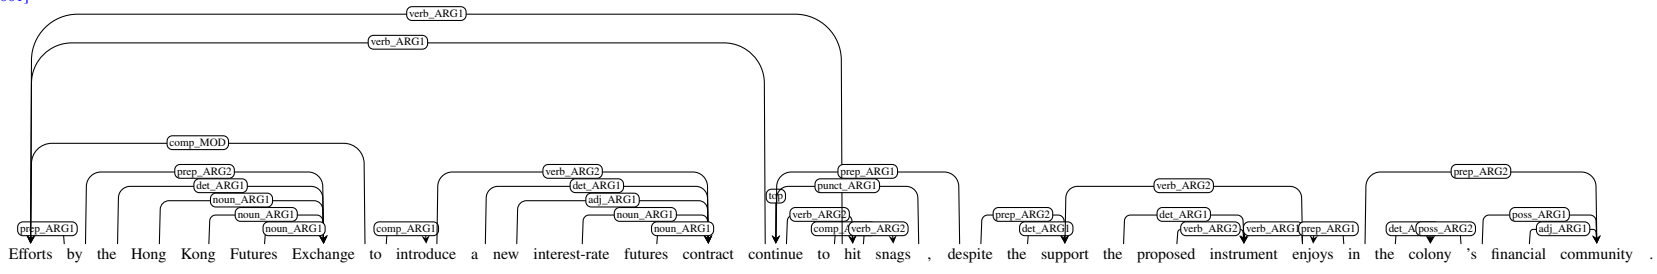 verb_ARG1
verb_ARG1
comp_MOD
prep_ARG2 verb_ARG2 prep_ARG1 prep_ARG2
det_ARG1 det_ARG1 punct_ARG1 verb_ARG2
top
noun_ARG1 adj_ARG1
noun_ARG1 noun_ARG1 verb_ARG2 prep_ARG2 det_ARG1 poss_ARG1
prep_ARG1 noun_ARG1 comp_ARG1 noun_ARG1 verb_ARG2 det_ARG1 verb_ARG2 verb_ARG1 prep_ARG1 poss_ARG2 adj_ARG1
Efforts by the Hong Kong Futures Exchange to introduce a new interest-rate futures contract continue to hit snags , despite the support the proposed instrument enjoys in the colony 's financial community .